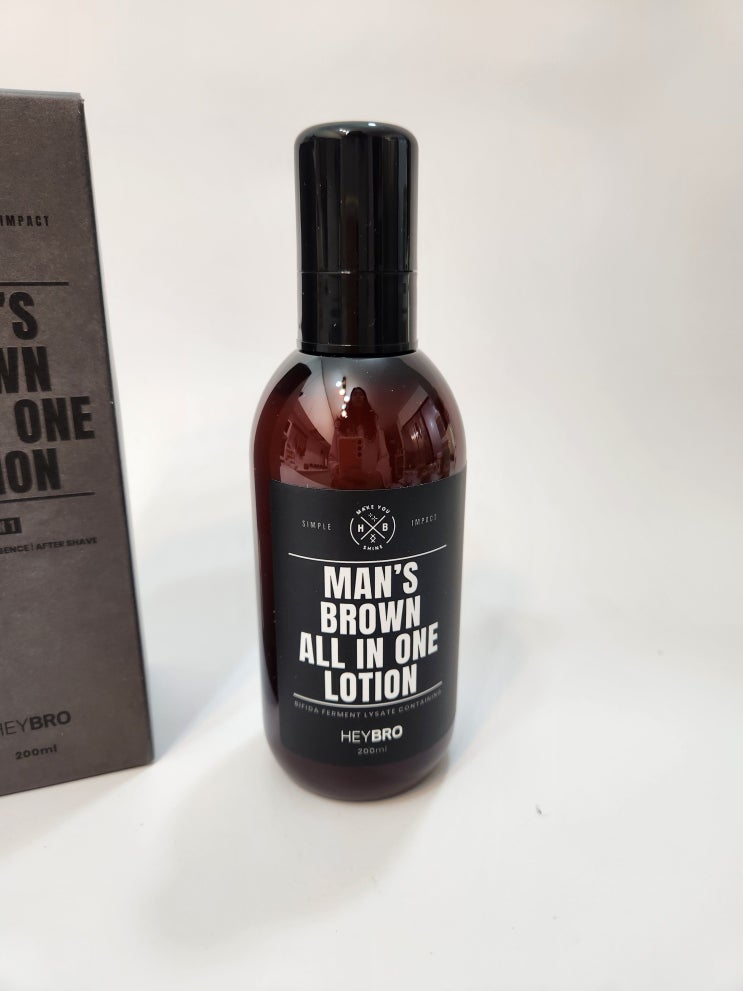 IMPACT
'S
WN
ONE
ION
AFTER SHAVE
HEYBRO
200ml
MAKE YOU
SIMPLE H B IMPACT
SHINE
MAN'S
BROWN
ALL IN ONE
LOTION
BIFIDA FERMENT LYSATE CONTAINING
HEYBRO
200ml